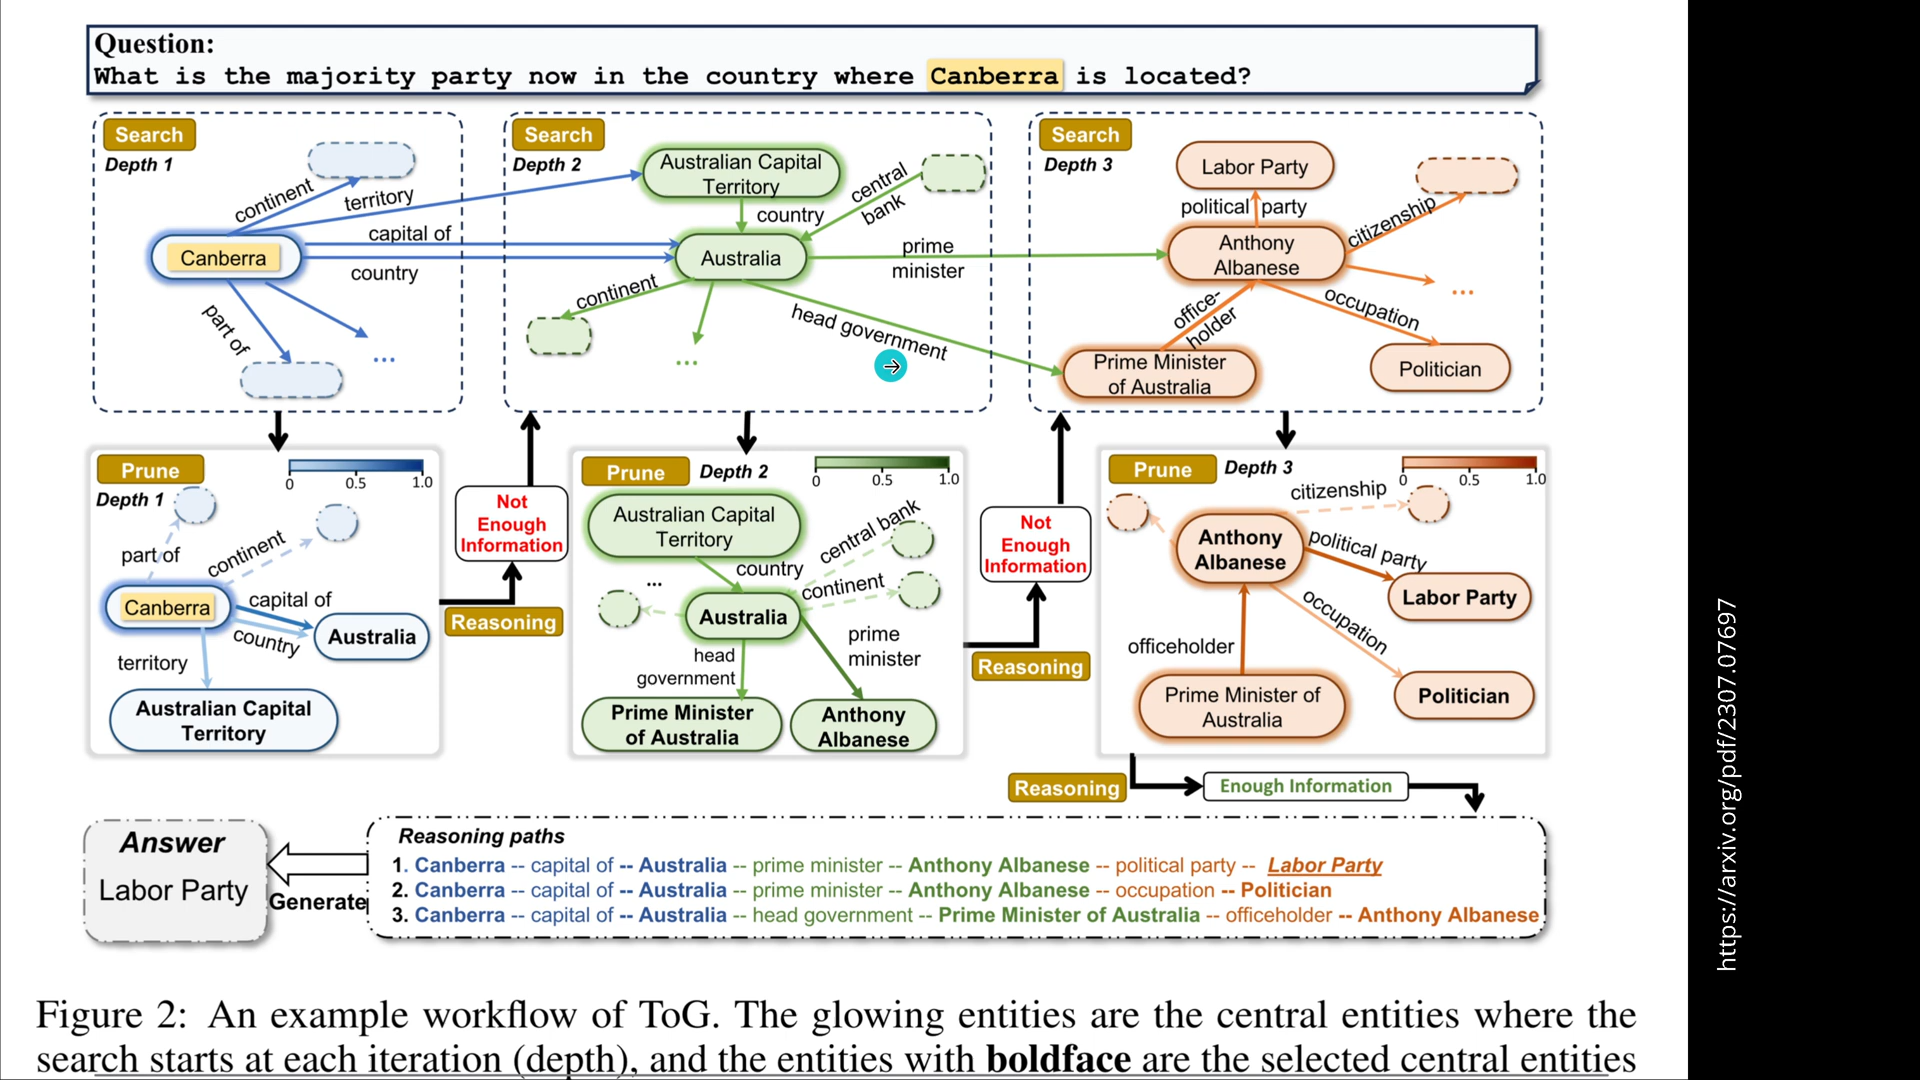 Question:
What is the majority party now in the country where Canberra is located?
Search
Depth 1
continent
territory
capital of
Canberra
country
part of
...
Search
Depth 2
Australian Capital
Territory
central
bank
country
Australia
prime
minister
continent
head government
...
Search
Depth 3
Labor Party
political party
citizenship
Anthony
Albanese
...
office-
holder
occupation
Prime Minister
of Australia
Politician
Prune
Depth 1
0 0.5 1.0
part of
continent
Canberra
capital of
country
Australia
territory
Australian Capital
Territory
Not
Enough
Information
Reasoning
Prune
Depth 2
0 0.5 1.0
Australian Capital
Territory
central bank
country
...
continent
Australia
head
government
prime
minister
Prime Minister
of Australia
Anthony
Albanese
Not
Enough
Information
Reasoning
Prune
Depth 3
0 0.5 1.0
citizenship
Anthony
Albanese
political party
Labor Party
occupation
officeholder
Prime Minister of
Australia
Politician
Reasoning
Enough Information
Answer
Labor Party
Generate
Reasoning paths
1. Canberra -- capital of -- Australia -- prime minister -- Anthony Albanese -- political party -- Labor Party
2. Canberra -- capital of -- Australia -- prime minister -- Anthony Albanese -- occupation -- Politician
3. Canberra -- capital of -- Australia -- head government -- Prime Minister of Australia -- officeholder -- Anthony Albanese
Figure 2: An example workflow of ToG. The glowing entities are the central entities where the
search starts at each iteration (depth), and the entities with boldface are the selected central entities
https://arxiv.org/pdf/2307.07697